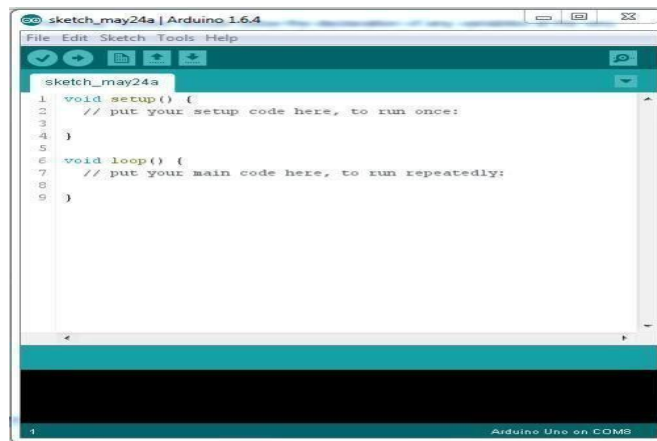 sketch_may24a | Arduino 1.6.4
File Edit Sketch Tools Help
sketch_may24a
1 void setup() {
2 // put your setup code here, to run once:
3
4 }
5
6 void loop() {
7 // put your main code here, to run repeatedly:
8
9 }
1 Arduino Uno on COM8